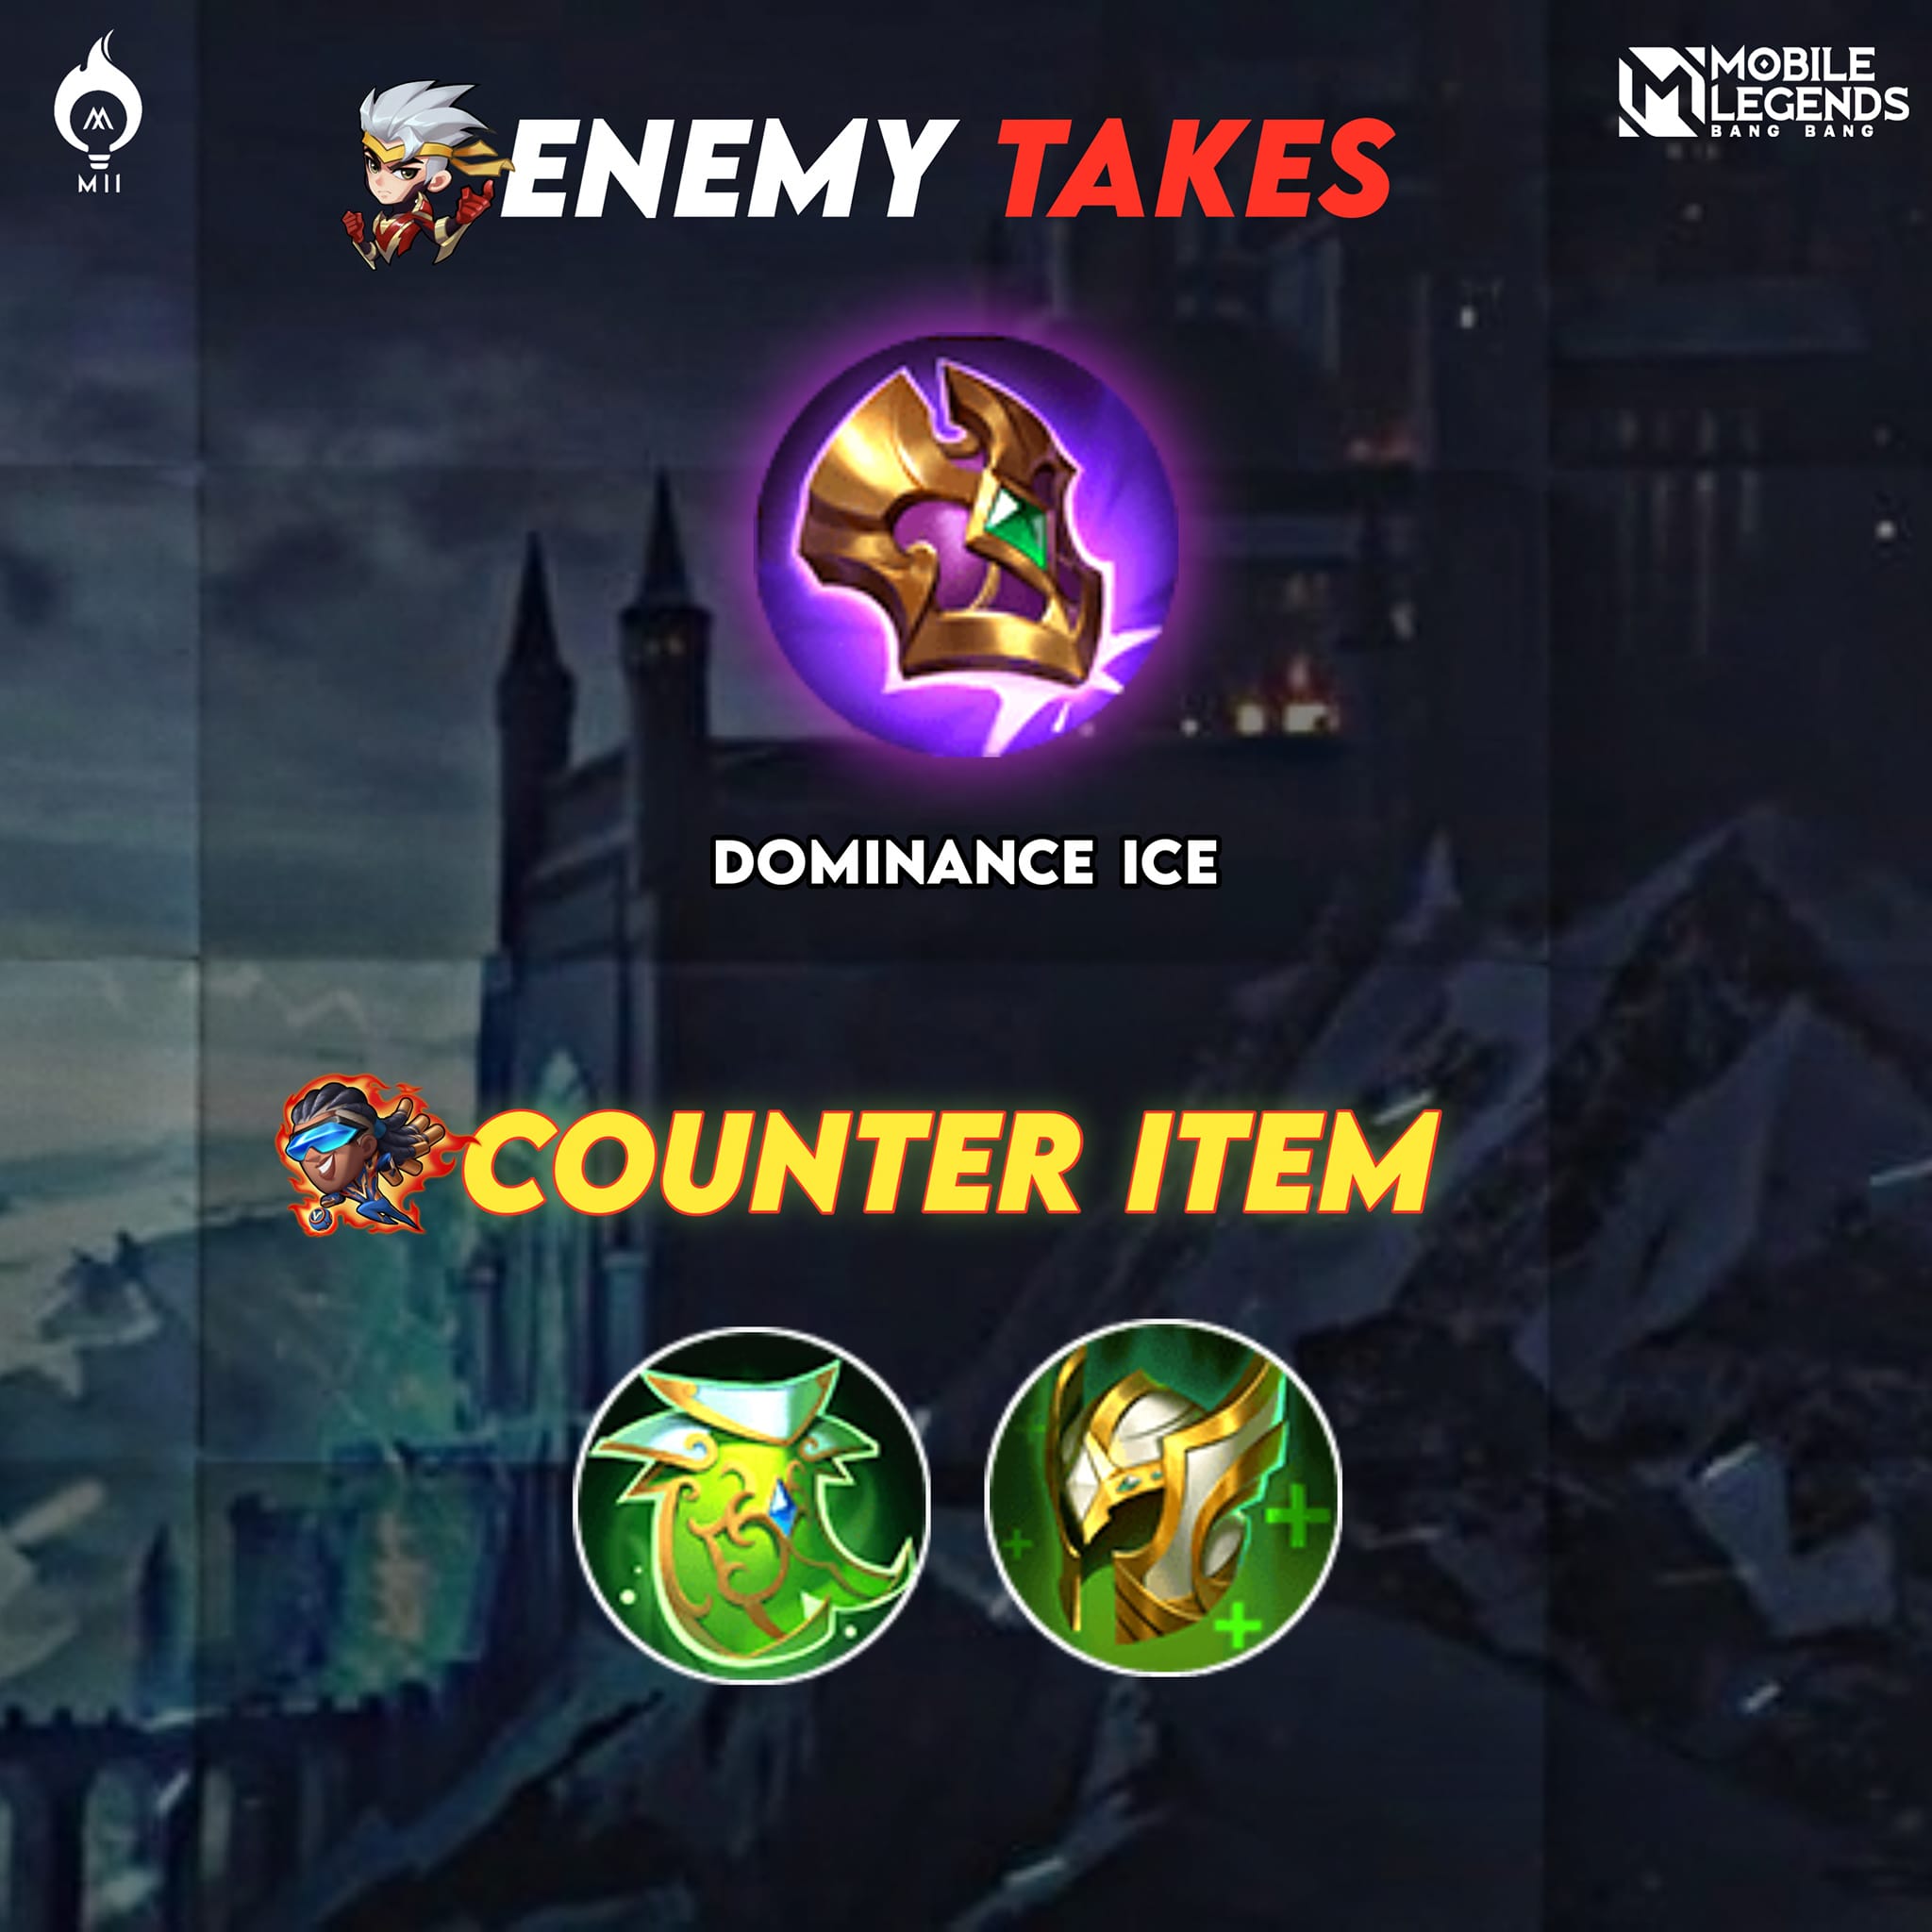 MII
MOBILE
LEGENDS
BANG BANG
ENEMY TAKES
DOMINANCE ICE
COUNTER ITEM